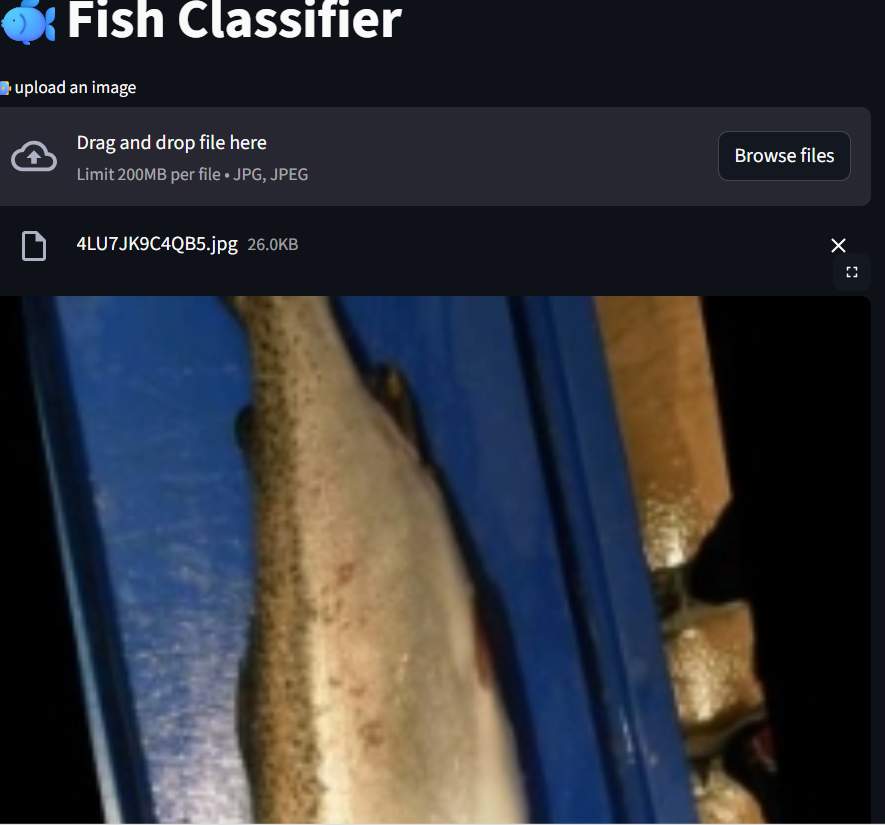 Fish Classifier
upload an image
Drag and drop file here
Limit 200MB per file • JPG, JPEG
Browse files
4LU7JK9C4QB5.jpg 26.0KB